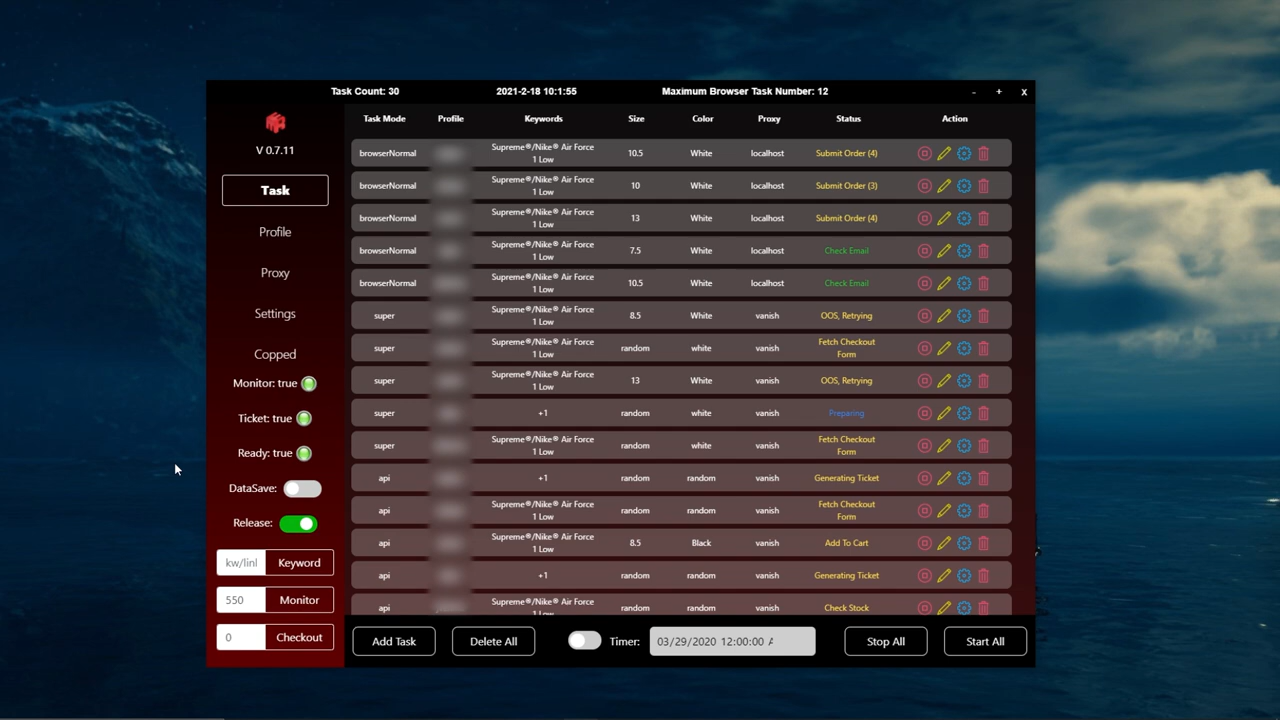 Task Count: 30 2021-2-18 10:1:55 Maximum Browser Task Number: 12 - + x
V 0.7.11
Task
Profile
Proxy
Settings
Copped
Monitor: true
Ticket: true
Ready: true
DataSave:
Release:
kw/linl Keyword
550 Monitor
0 Checkout
Task Mode Profile Keywords Size Color Proxy Status Action
browserNormal Supreme®/Nike® Air Force 10.5 White localhost Submit Order (4)
1 Low
browserNormal Supreme®/Nike® Air Force 10 White localhost Submit Order (3)
1 Low
browserNormal Supreme®/Nike® Air Force 13 White localhost Submit Order (4)
1 Low
browserNormal Supreme®/Nike® Air Force 7.5 White localhost Check Email
1 Low
browserNormal Supreme®/Nike® Air Force 10.5 White localhost Check Email
1 Low
super Supreme®/Nike® Air Force 8.5 White vanish OOS, Retrying
1 Low
super Supreme®/Nike® Air Force random white vanish Fetch Checkout
1 Low Form
super Supreme®/Nike® Air Force 13 White vanish OOS, Retrying
1 Low
super +1 random white vanish Preparing
super Supreme®/Nike® Air Force random white vanish Fetch Checkout
1 Low Form
api +1 random random vanish Generating Ticket
api Supreme®/Nike® Air Force random random vanish Fetch Checkout
1 Low Form
api Supreme®/Nike® Air Force 8.5 Black vanish Add To Cart
1 Low
api +1 random random vanish Generating Ticket
api Supreme®/Nike® Air Force random random vanish Check Stock
1 Low
Add Task Delete All Timer: 03/29/2020 12:00:00 Stop All Start All